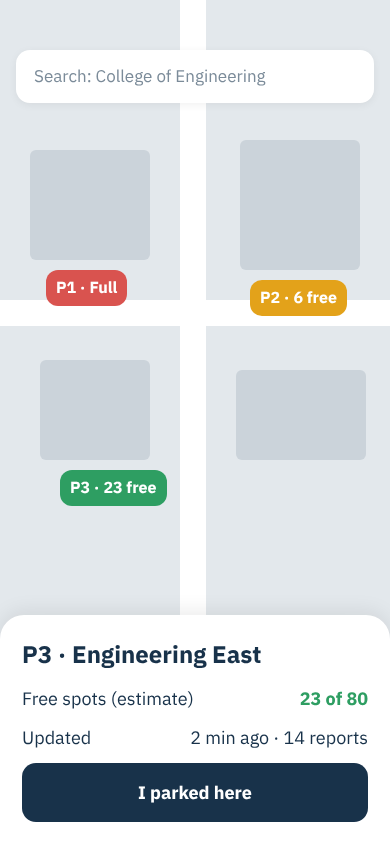 Search: College of Engineering
P1 · Full
P2 · 6 free
P3 · 23 free
P3 · Engineering East
Free spots (estimate) 23 of 80
Updated 2 min ago · 14 reports
I parked here